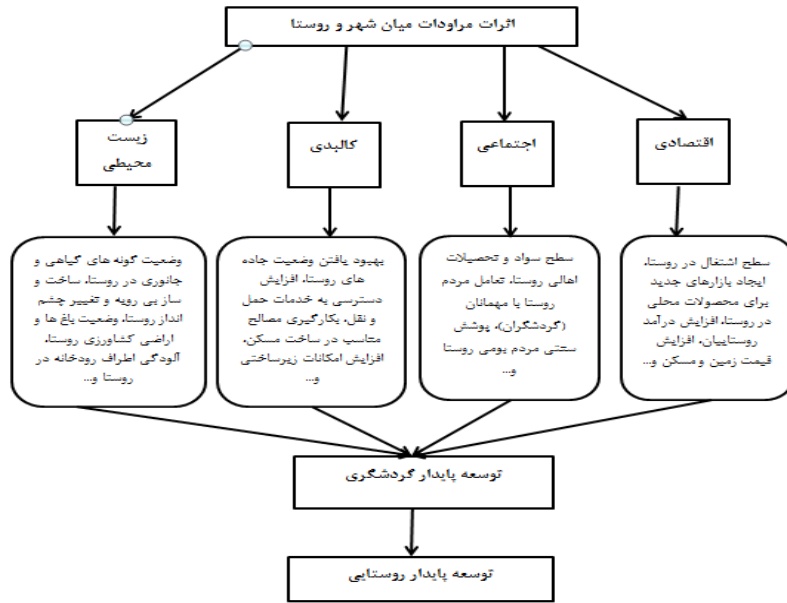 اثرات مراودات میان شهر و روستا
اقتصادی
اجتماعی
کالبدی
زیست
محیطی
سطح اشتغال در روستا،
ایجاد بازارهای جدید
برای محصولات محلی
در روستا، افزایش درآمد
روستاییان، افزایش
قیمت زمین و مسکن و...
سطح سواد و تحصیلات
اهالی روستا، تعامل مردم
روستا با مهمانان
(گردشگران)، پوشش
سنتی مردم بومی روستا
و...
بهبود یافتن وضعیت جاده
های روستا، افزایش
دسترسی به خدمات حمل
و نقل، بکارگیری مصالح
متاسب در ساخت مسکن،
افزایش امکانات زیرساختی
و...
وضعیت گونه های گیاهی و
جانوری در روستا، ساخت و
ساز بی رویه و تغییر چشم
انداز روستا، وضعیت باغ ها و
اراضی کشاورزی روستا،
آلودگی اطراف رودخانه در
روستا و...
توسعه پایدار گردشگری
توسعه پایدار روستایی